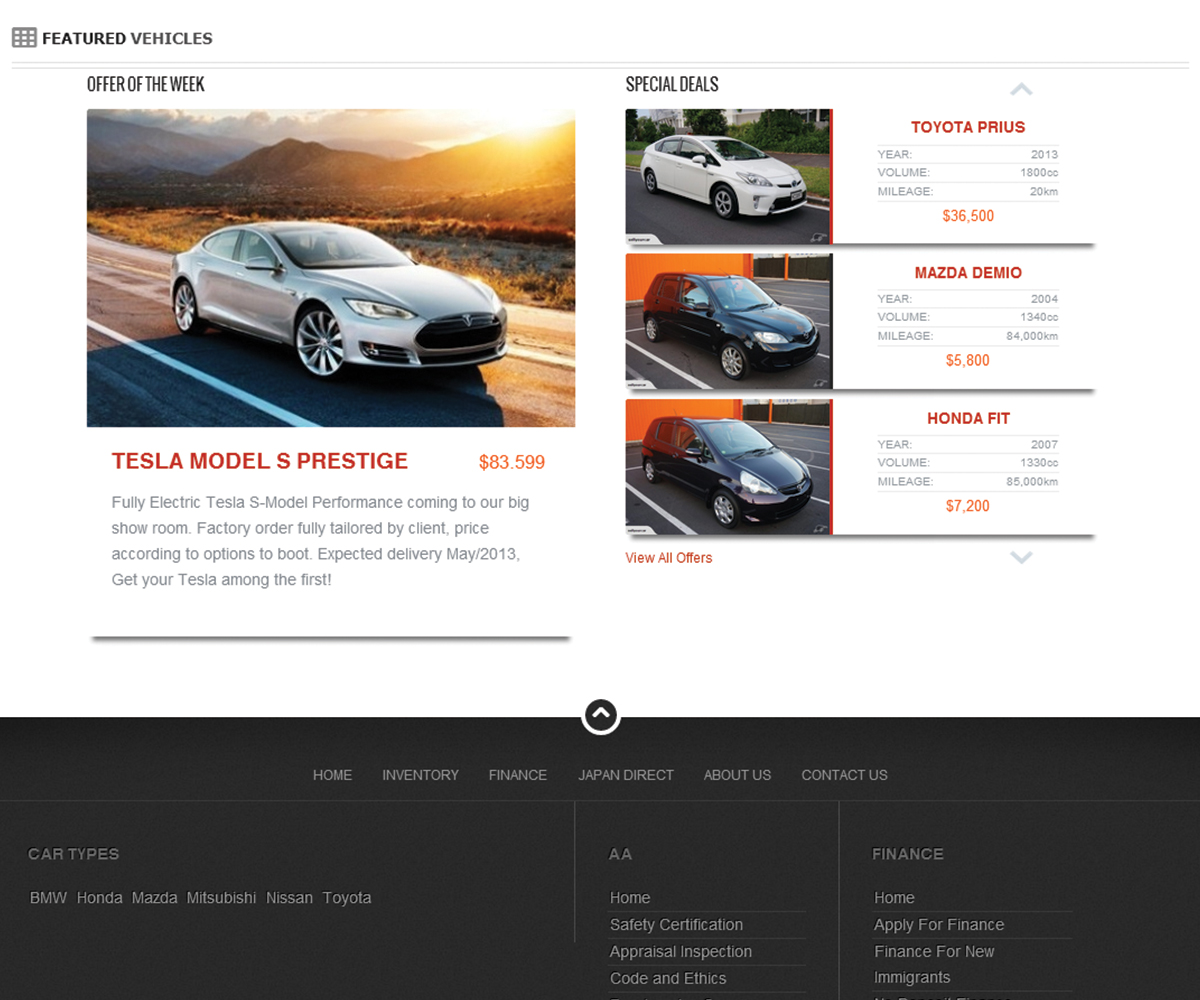 FEATURED VEHICLES
OFFER OF THE WEEK
TESLA MODEL S PRESTIGE
$83.599
Fully Electric Tesla S-Model Performance coming to our big
show room. Factory order fully tailored by client, price
according to options to boot. Expected delivery May/2013,
Get your Tesla among the first!
SPECIAL DEALS
TOYOTA PRIUS
YEAR: 2013
VOLUME: 1800cc
MILEAGE: 20km
$36,500
MAZDA DEMIO
YEAR: 2004
VOLUME: 1340cc
MILEAGE: 84,000km
$5,800
HONDA FIT
YEAR: 2007
VOLUME: 1330cc
MILEAGE: 85,000km
$7,200
View All Offers
HOME INVENTORY FINANCE JAPAN DIRECT ABOUT US CONTACT US
CAR TYPES
BMW Honda Mazda Mitsubishi Nissan Toyota
AA
Home
Safety Certification
Appraisal Inspection
Code and Ethics
FINANCE
Home
Apply For Finance
Finance For New
Immigrants